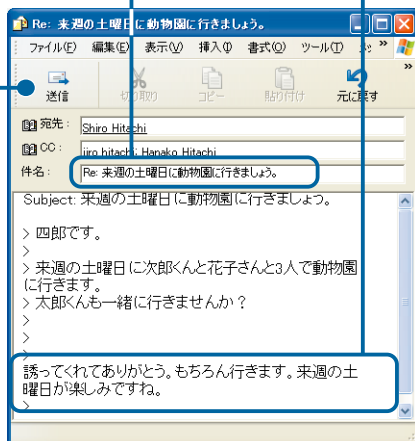 Re: 来週の土曜日に動物園に行きましょう。
ファイル(F) 編集(E) 表示(V) 挿入(I) 書式(O) ツール(T) »
送信 切り取り コピー 貼り付け 元に戻す »
宛先: Shiro Hitachi
CC: jiro hitachi; Hanako Hitachi
件名: Re: 来週の土曜日に動物園に行きましょう。
Subject: 来週の土曜日に動物園に行きましょう。
> 四郎です。
>
> 来週の土曜日に次郎くんと花子さんと3人で動物園
に行きます。
> 太郎くんも一緒に行きませんか？
>
>
>
誘ってくれてありがとう。もちろん行きます。来週の土
曜日が楽しみですね。
>